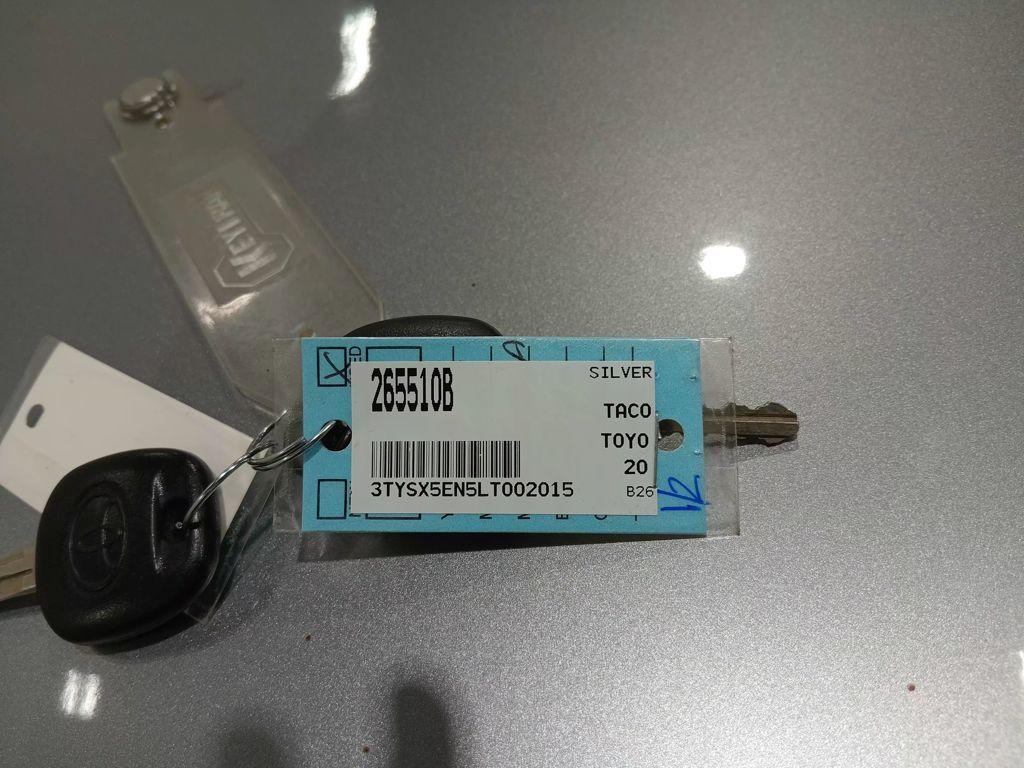 265510B
SILVER
TACO
TOYO
20
3TYSX5EN5LT002015
B26